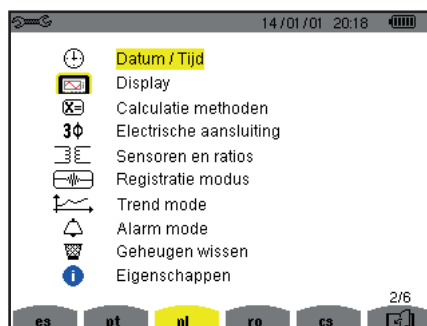 14/01/01 20:18
Datum / Tijd
Display
X= Calculatie methoden
3Φ Electrische aansluiting
Sensoren en ratios
Registratie modus
Trend mode
Alarm mode
Geheugen wissen
i Eigenschappen
2/6
es pt nl ro cs